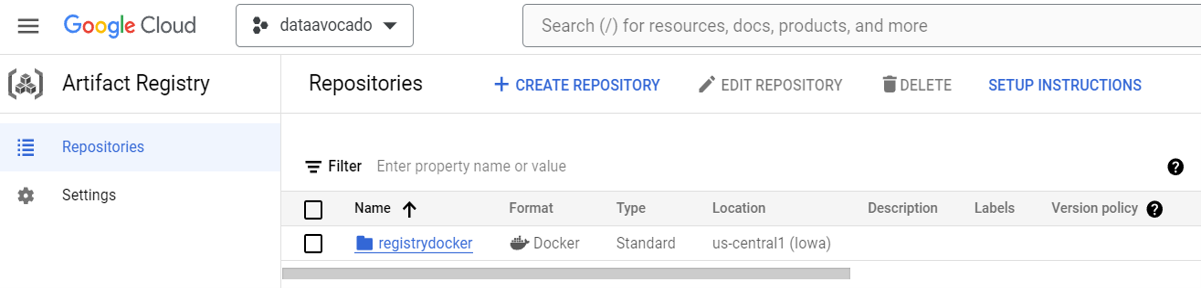 Google Cloud dataavocado Search (/) for resources, docs, products, and more
Artifact Registry Repositories + CREATE REPOSITORY EDIT REPOSITORY DELETE SETUP INSTRUCTIONS
Repositories
Filter Enter property name or value ?
Settings
Name ↑ Format Type Location Description Labels Version policy ?
registrydocker Docker Standard us-central1 (Iowa)